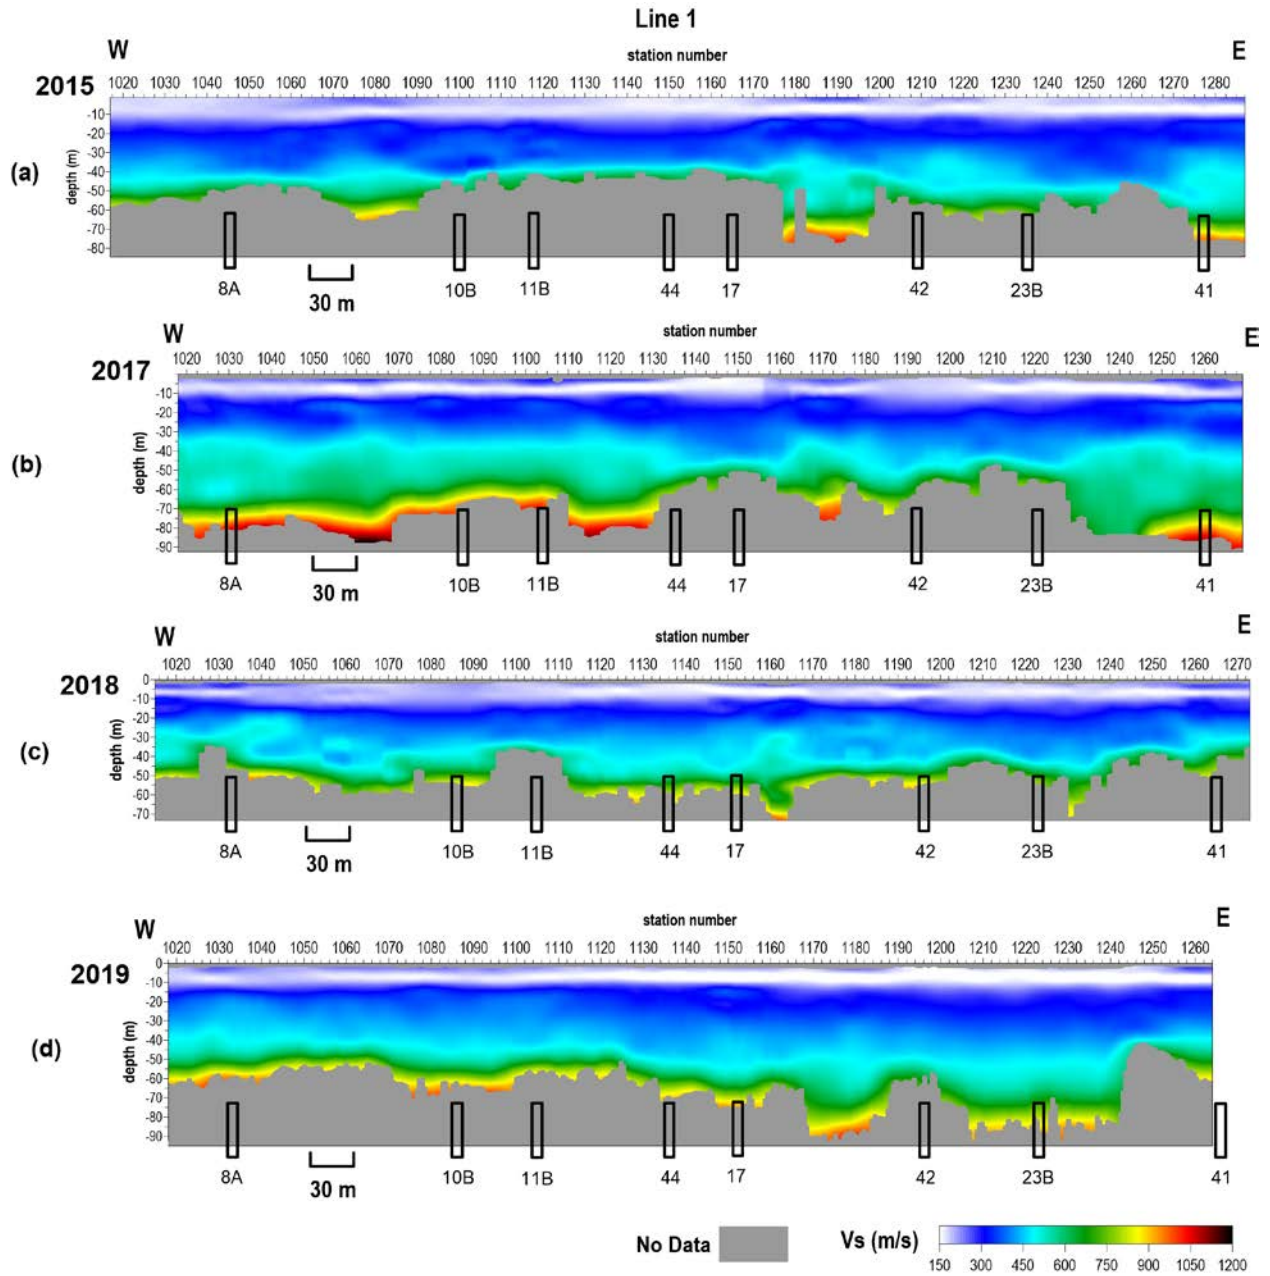 Line 1
W station number E
2015 1020 1030 1040 1050 1060 1070 1080 1090 1100 1110 1120 1130 1140 1150 1160 1170 1180 1190 1200 1210 1220 1230 1240 1250 1260 1270 1280
(a)
depth (m)
-10
-20
-30
-40
-50
-60
-70
-80
8A 10B 11B 44 17 42 23B 41
30 m
W station number E
2017 1020 1030 1040 1050 1060 1070 1080 1090 1100 1110 1120 1130 1140 1150 1160 1170 1180 1190 1200 1210 1220 1230 1240 1250 1260
(b)
depth (m)
-10
-20
-30
-40
-50
-60
-70
-80
-90
8A 10B 11B 44 17 42 23B 41
30 m
W station number E
2018 1020 1030 1040 1050 1060 1070 1080 1090 1100 1110 1120 1130 1140 1150 1160 1170 1180 1190 1200 1210 1220 1230 1240 1250 1260 1270
(c)
depth (m)
0
-10
-20
-30
-40
-50
-60
-70
8A 10B 11B 44 17 42 23B 41
30 m
W station number E
2019 1020 1030 1040 1050 1060 1070 1080 1090 1100 1110 1120 1130 1140 1150 1160 1170 1180 1190 1200 1210 1220 1230 1240 1250 1260
(d)
depth (m)
0
-10
-20
-30
-40
-50
-60
-70
-80
-90
8A 10B 11B 44 17 42 23B 41
30 m
No Data Vs (m/s)
150 300 450 600 750 900 1050 1200